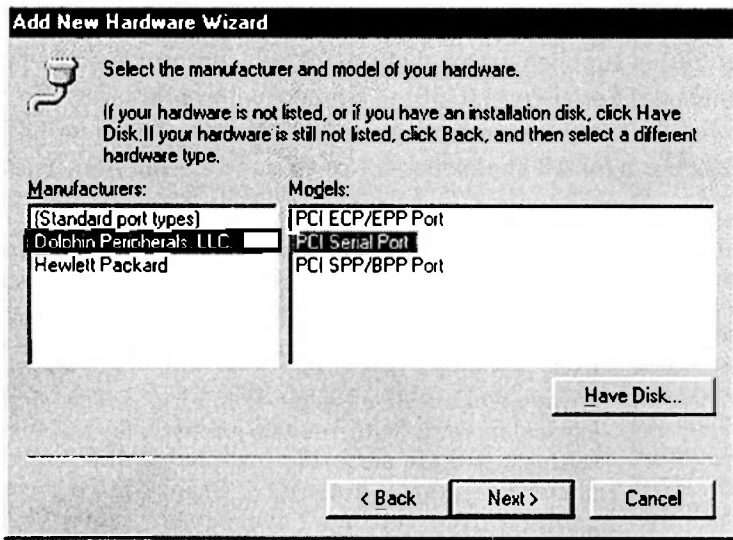 Add New Hardware Wizard
Select the manufacturer and model of your hardware.
If your hardware is not listed, or if you have an installation disk, click Have
Disk.If your hardware is still not listed, click Back, and then select a different
hardware type.
Manufacturers:
Models:
(Standard port types)
Dolphin Peripherals, LLC.
Hewlett Packard
PCI ECP/EPP Port
PCI Serial Port
PCI SPP/BPP Port
Have Disk...
< Back
Next >
Cancel